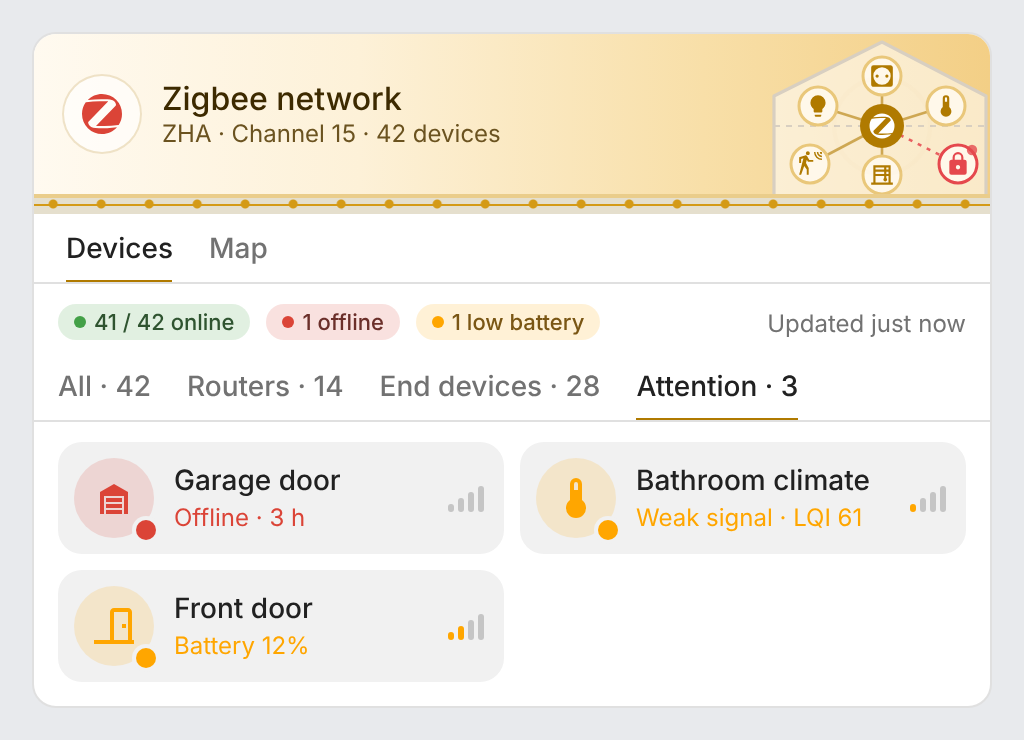 Zigbee network
ZHA · Channel 15 · 42 devices
Devices Map
41 / 42 online 1 offline 1 low battery Updated just now
All · 42 Routers · 14 End devices · 28 Attention · 3
Garage door
Offline · 3 h
Bathroom climate
Weak signal · LQI 61
Front door
Battery 12%